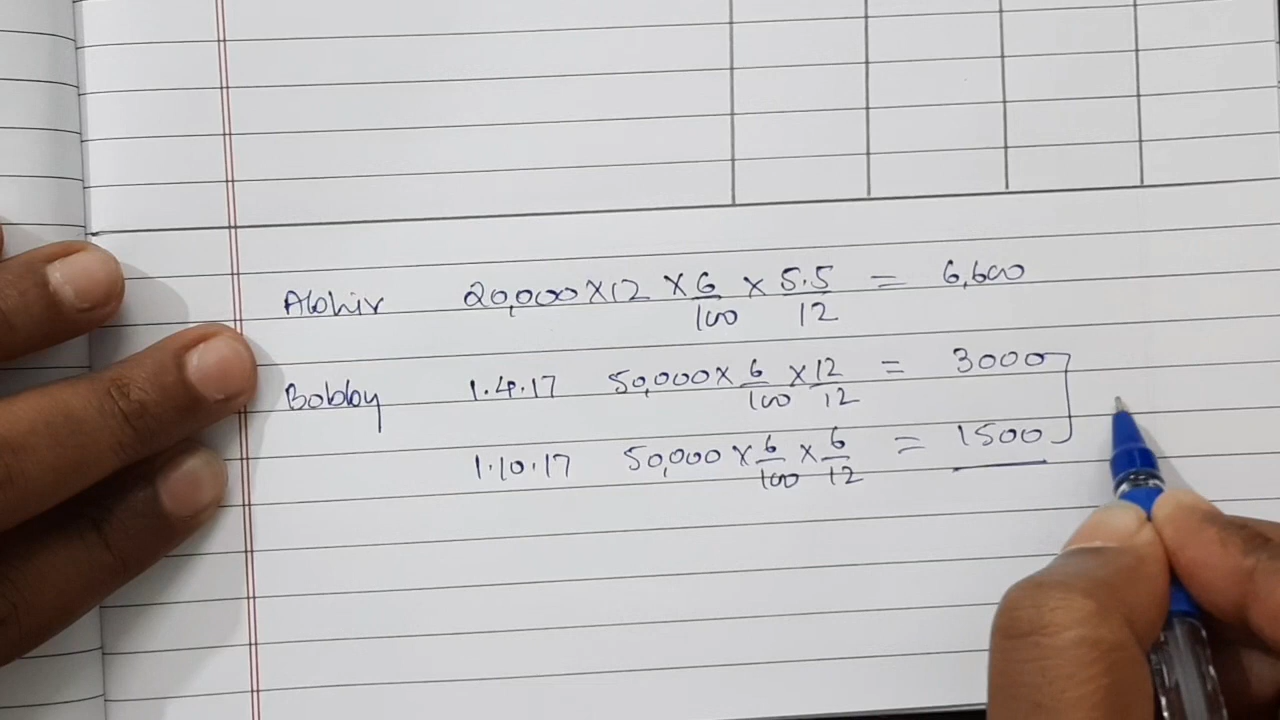 Abhir 20,000 X 12 X 6/100 X 5.5/12 = 6,600
Bobby 1.4.17 50,000 X 6/100 X 12/12 = 3000
1.10.17 50,000 X 6/100 X 6/12 = 1500